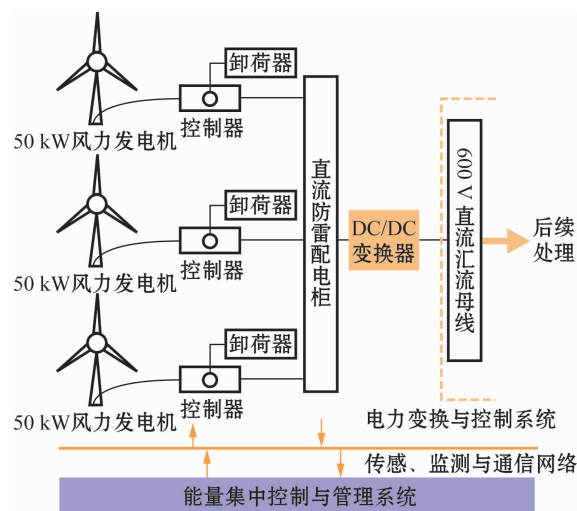 卸荷器
控制器
50 kW风力发电机
卸荷器
控制器
50 kW风力发电机
卸荷器
控制器
50 kW风力发电机
直流防雷配电柜
DC/DC
变换器
600 V直流汇流母线
后续
处理
电力变换与控制系统
传感、监测与通信网络
能量集中控制与管理系统